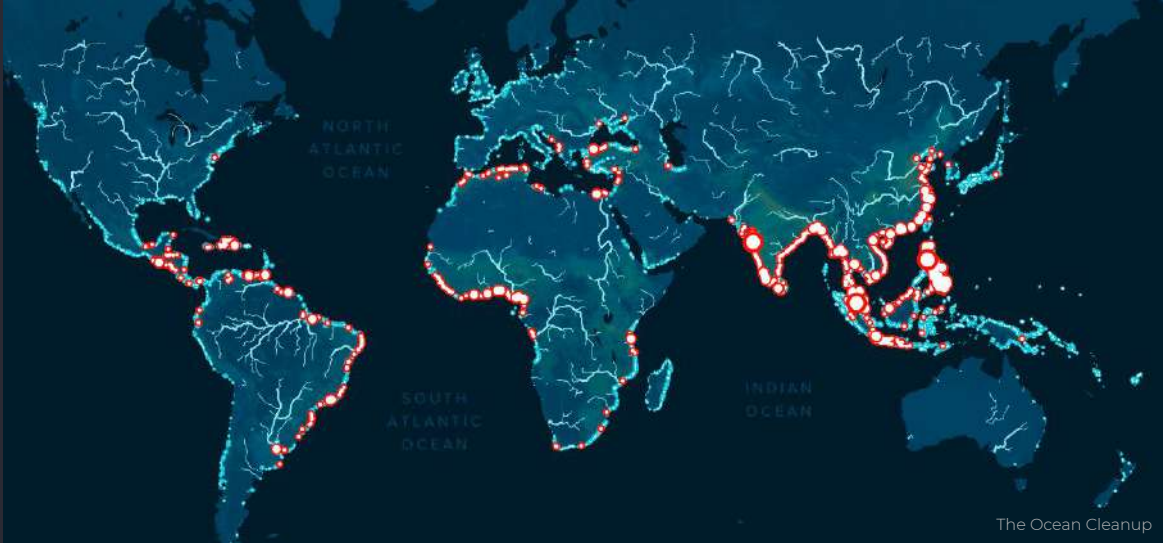 NORTH
ATLANTIC
OCEAN
SOUTH
ATLANTIC
OCEAN
INDIAN
OCEAN
The Ocean Cleanup